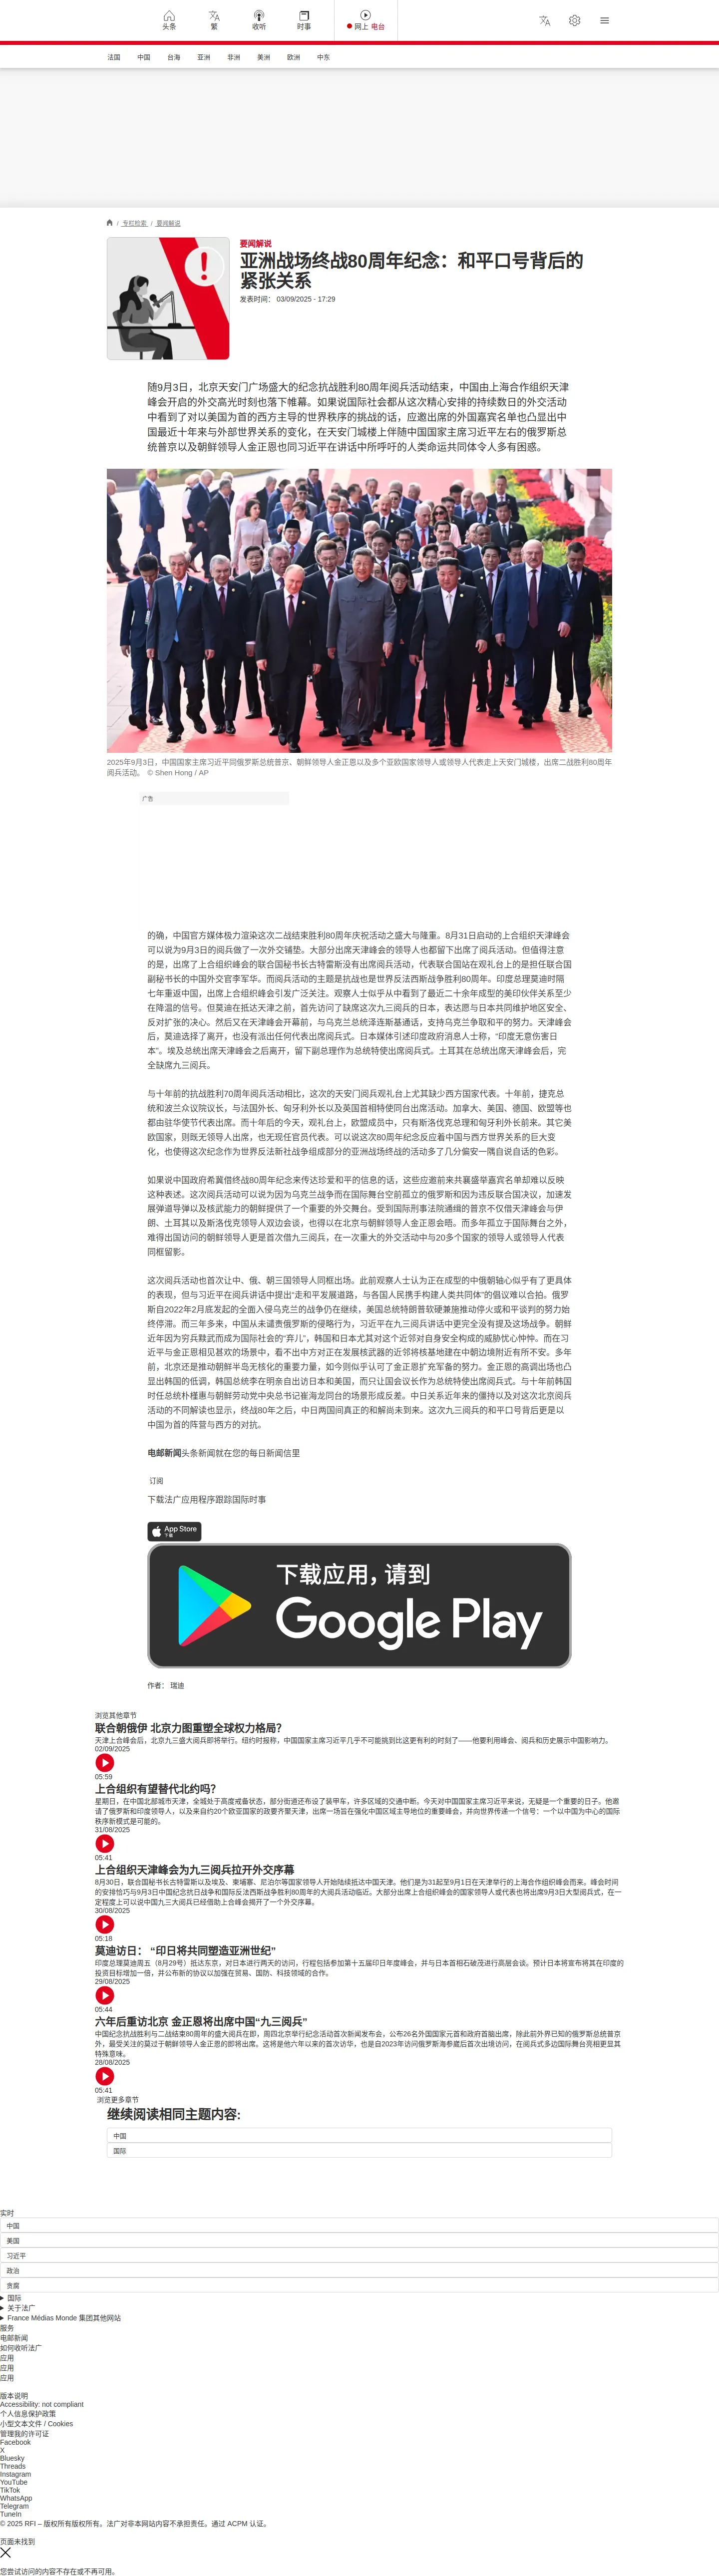 头条
繁
收听
时事
网上 电台
法国
中国
台海
亚洲
非洲
美洲
欧洲
中东
/ 专栏检索 / 要闻解说
要闻解说
亚洲战场终战80周年纪念：和平口号背后的
紧张关系
发表时间： 03/09/2025 - 17:29
随9月3日，北京天安门广场盛大的纪念抗战胜利80周年阅兵活动结束，中国由上海合作组织天津
峰会开启的外交高光时刻也落下帷幕。如果说国际社会都从这次精心安排的持续数日的外交活动
中看到了对以美国为首的西方主导的世界秩序的挑战的话，应邀出席的外国嘉宾名单也凸显出中
国最近十年来与外部世界关系的变化，在天安门城楼上伴随中国国家主席习近平左右的俄罗斯总
统普京以及朝鲜领导人金正恩也同习近平在讲话中所呼吁的人类命运共同体令人多有困惑。
2025年9月3日，中国国家主席习近平同俄罗斯总统普京、朝鲜领导人金正恩以及多个亚欧国家领导人或领导人代表走上天安门城楼，出席二战胜利80周年
阅兵活动。 © Shen Hong / AP
广告
的确，中国官方媒体极力渲染这次二战结束胜利80周年庆祝活动之盛大与隆重。8月31日启动的上合组织天津峰会
可以说为9月3日的阅兵做了一次外交铺垫。大部分出席天津峰会的领导人也都留下出席了阅兵活动。但值得注意
的是，出席了上合组织峰会的联合国秘书长古特雷斯没有出席阅兵活动，代表联合国站在观礼台上的是担任联合国
副秘书长的中国外交官李军华。而阅兵活动的主题是抗战也是世界反法西斯战争胜利80周年。印度总理莫迪时隔
七年重返中国，出席上合组织峰会引发广泛关注。观察人士似乎从中看到了最近二十余年成型的美印伙伴关系至少
在降温的信号。但莫迪在抵达天津之前，首先访问了缺席这次九三阅兵的日本，表达愿与日本共同维护地区安全、
反对扩张的决心。然后又在天津峰会开幕前，与乌克兰总统泽连斯基通话，支持乌克兰争取和平的努力。天津峰会
后，莫迪选择了离开，也没有派出任何代表出席阅兵式。日本媒体引述印度政府消息人士称，“印度无意伤害日
本”。埃及总统出席天津峰会之后离开，留下副总理作为总统特使出席阅兵式。土耳其在总统出席天津峰会后，完
全缺席九三阅兵。
与十年前的抗战胜利70周年阅兵活动相比，这次的天安门阅兵观礼台上尤其缺少西方国家代表。十年前，捷克总
统和波兰众议院议长，与法国外长、匈牙利外长以及英国首相特使同台出席活动。加拿大、美国、德国、欧盟等也
都由驻华使节代表出席。而十年后的今天，观礼台上，欧盟成员中，只有斯洛伐克总理和匈牙利外长前来。其它美
欧国家，则既无领导人出席，也无现任官员代表。可以说这次80周年纪念反应着中国与西方世界关系的巨大变
化，也使得这次纪念作为世界反法新社战争组成部分的亚洲战场终战的活动多了几分偏安一隅自说自话的色彩。
如果说中国政府希冀借终战80周年纪念来传达珍爱和平的信息的话，这些应邀前来共襄盛举嘉宾名单却难以反映
这种表述。这次阅兵活动可以说为因为乌克兰战争而在国际舞台空前孤立的俄罗斯和因为违反联合国决议，加速发
展弹道导弹以及核武能力的朝鲜提供了一个重要的外交舞台。受到国际刑事法院通缉的普京不仅借天津峰会与伊
朗、土耳其以及斯洛伐克领导人双边会谈，也得以在北京与朝鲜领导人金正恩会晤。而多年孤立于国际舞台之外，
难得出国访问的朝鲜领导人更是首次借九三阅兵，在一次重大的外交活动中与20多个国家的领导人或领导人代表
同框留影。
这次阅兵活动也首次让中、俄、朝三国领导人同框出场。此前观察人士认为正在成型的中俄朝轴心似乎有了更具体
的表现，但与习近平在阅兵讲话中提出“走和平发展道路，与各国人民携手构建人类共同体”的倡议难以合拍。俄罗
斯自2022年2月底发起的全面入侵乌克兰的战争仍在继续，美国总统特朗普软硬兼施推动停火或和平谈判的努力始
终停滞。而三年多来，中国从未谴责俄罗斯的侵略行为，习近平在九三阅兵讲话中更完全没有提及这场战争。朝鲜
近年因为穷兵黩武而成为国际社会的“弃儿”，韩国和日本尤其对这个近邻对自身安全构成的威胁忧心忡忡。而在习
近平与金正恩相见甚欢的场景中，看不出中方对正在发展核武器的近邻将核基地建在中朝边境附近有所不安。多年
前，北京还是推动朝鲜半岛无核化的重要力量，如今则似乎认可了金正恩扩充军备的努力。金正恩的高调出场也凸
显出韩国的低调，韩国总统李在明亲自出访日本和美国，而只让国会议长作为总统特使出席阅兵式。与十年前韩国
时任总统朴槿惠与朝鲜劳动党中央总书记崔海龙同台的场景形成反差。中日关系近年来的僵持以及对这次北京阅兵
活动的不同解读也显示，终战80年之后，中日两国间真正的和解尚未到来。这次九三阅兵的和平口号背后更是以
中国为首的阵营与西方的对抗。
电邮新闻头条新闻就在您的每日新闻信里
订阅
下载法广应用程序跟踪国际时事
App Store
下载
下载应用，请到
Google Play
作者： 瑞迪
浏览其他章节
联合朝俄伊 北京力图重塑全球权力格局?
天津上合峰会后，北京九三盛大阅兵即将举行。纽约时报称，中国国家主席习近平几乎不可能挑到比这更有利的时刻了——他要利用峰会、阅兵和历史展示中国影响力。
02/09/2025
05:59
上合组织有望替代北约吗?
星期日，在中国北部城市天津，全城处于高度戒备状态，部分街道还布设了装甲车，许多区域的交通中断。今天对中国国家主席习近平来说，无疑是一个重要的日子。他邀
请了俄罗斯和印度领导人，以及来自约20个欧亚国家的政要齐聚天津，出席一场旨在强化中国区域主导地位的重要峰会，并向世界传递一个信号：一个以中国为中心的国际
秩序新模式是可能的。
31/08/2025
05:41
上合组织天津峰会为九三阅兵拉开外交序幕
8月30日，联合国秘书长古特雷斯以及埃及、柬埔寨、尼泊尔等国家领导人开始陆续抵达中国天津。他们是为31起至9月1日在天津举行的上海合作组织峰会而来。峰会时间
的安排恰巧与9月3日中国纪念抗日战争和国际反法西斯战争胜利80周年的大阅兵活动临近。大部分出席上合组织峰会的国家领导人或代表也将出席9月3日大型阅兵式，在一
定程度上可以说中国九三大阅兵已经借助上合峰会揭开了一个外交序幕。
30/08/2025
05:18
莫迪访日： “印日将共同塑造亚洲世纪”
印度总理莫迪周五（8月29号）抵达东京，对日本进行两天的访问，行程包括参加第十五届印日年度峰会，并与日本首相石破茂进行高层会谈。预计日本将宣布将其在印度的
投资目标增加一倍，并公布新的协议以加强在贸易、国防、科技领域的合作。
29/08/2025
05:44
六年后重访北京 金正恩将出席中国“九三阅兵”
中国纪念抗战胜利与二战结束80周年的盛大阅兵在即，周四北京举行纪念活动首次新闻发布会，公布26名外国国家元首和政府首脑出席，除此前外界已知的俄罗斯总统普京
外，最受关注的莫过于朝鲜领导人金正恩的即将出席。这将是他六年以来的首次访华，也是自2023年访问俄罗斯海参崴后首次出境访问，在阅兵式多边国际舞台亮相更显其
特殊意味。
28/08/2025
05:41
浏览更多章节
继续阅读相同主题内容:
中国
国际
实时
中国
美国
习近平
政治
贪腐
国际
关于法广
France Médias Monde 集团其他网站
服务
电邮新闻
如何收听法广
应用
应用
应用
版本说明
Accessibility: not compliant
个人信息保护政策
小型文本文件 / Cookies
管理我的许可证
Facebook
X
Bluesky
Threads
Instagram
YouTube
TikTok
WhatsApp
Telegram
TuneIn
© 2025 RFI – 版权所有版权所有。法广对非本网站内容不承担责任。通过 ACPM 认证。
页面未找到
您尝试访问的内容不存在或不再可用。